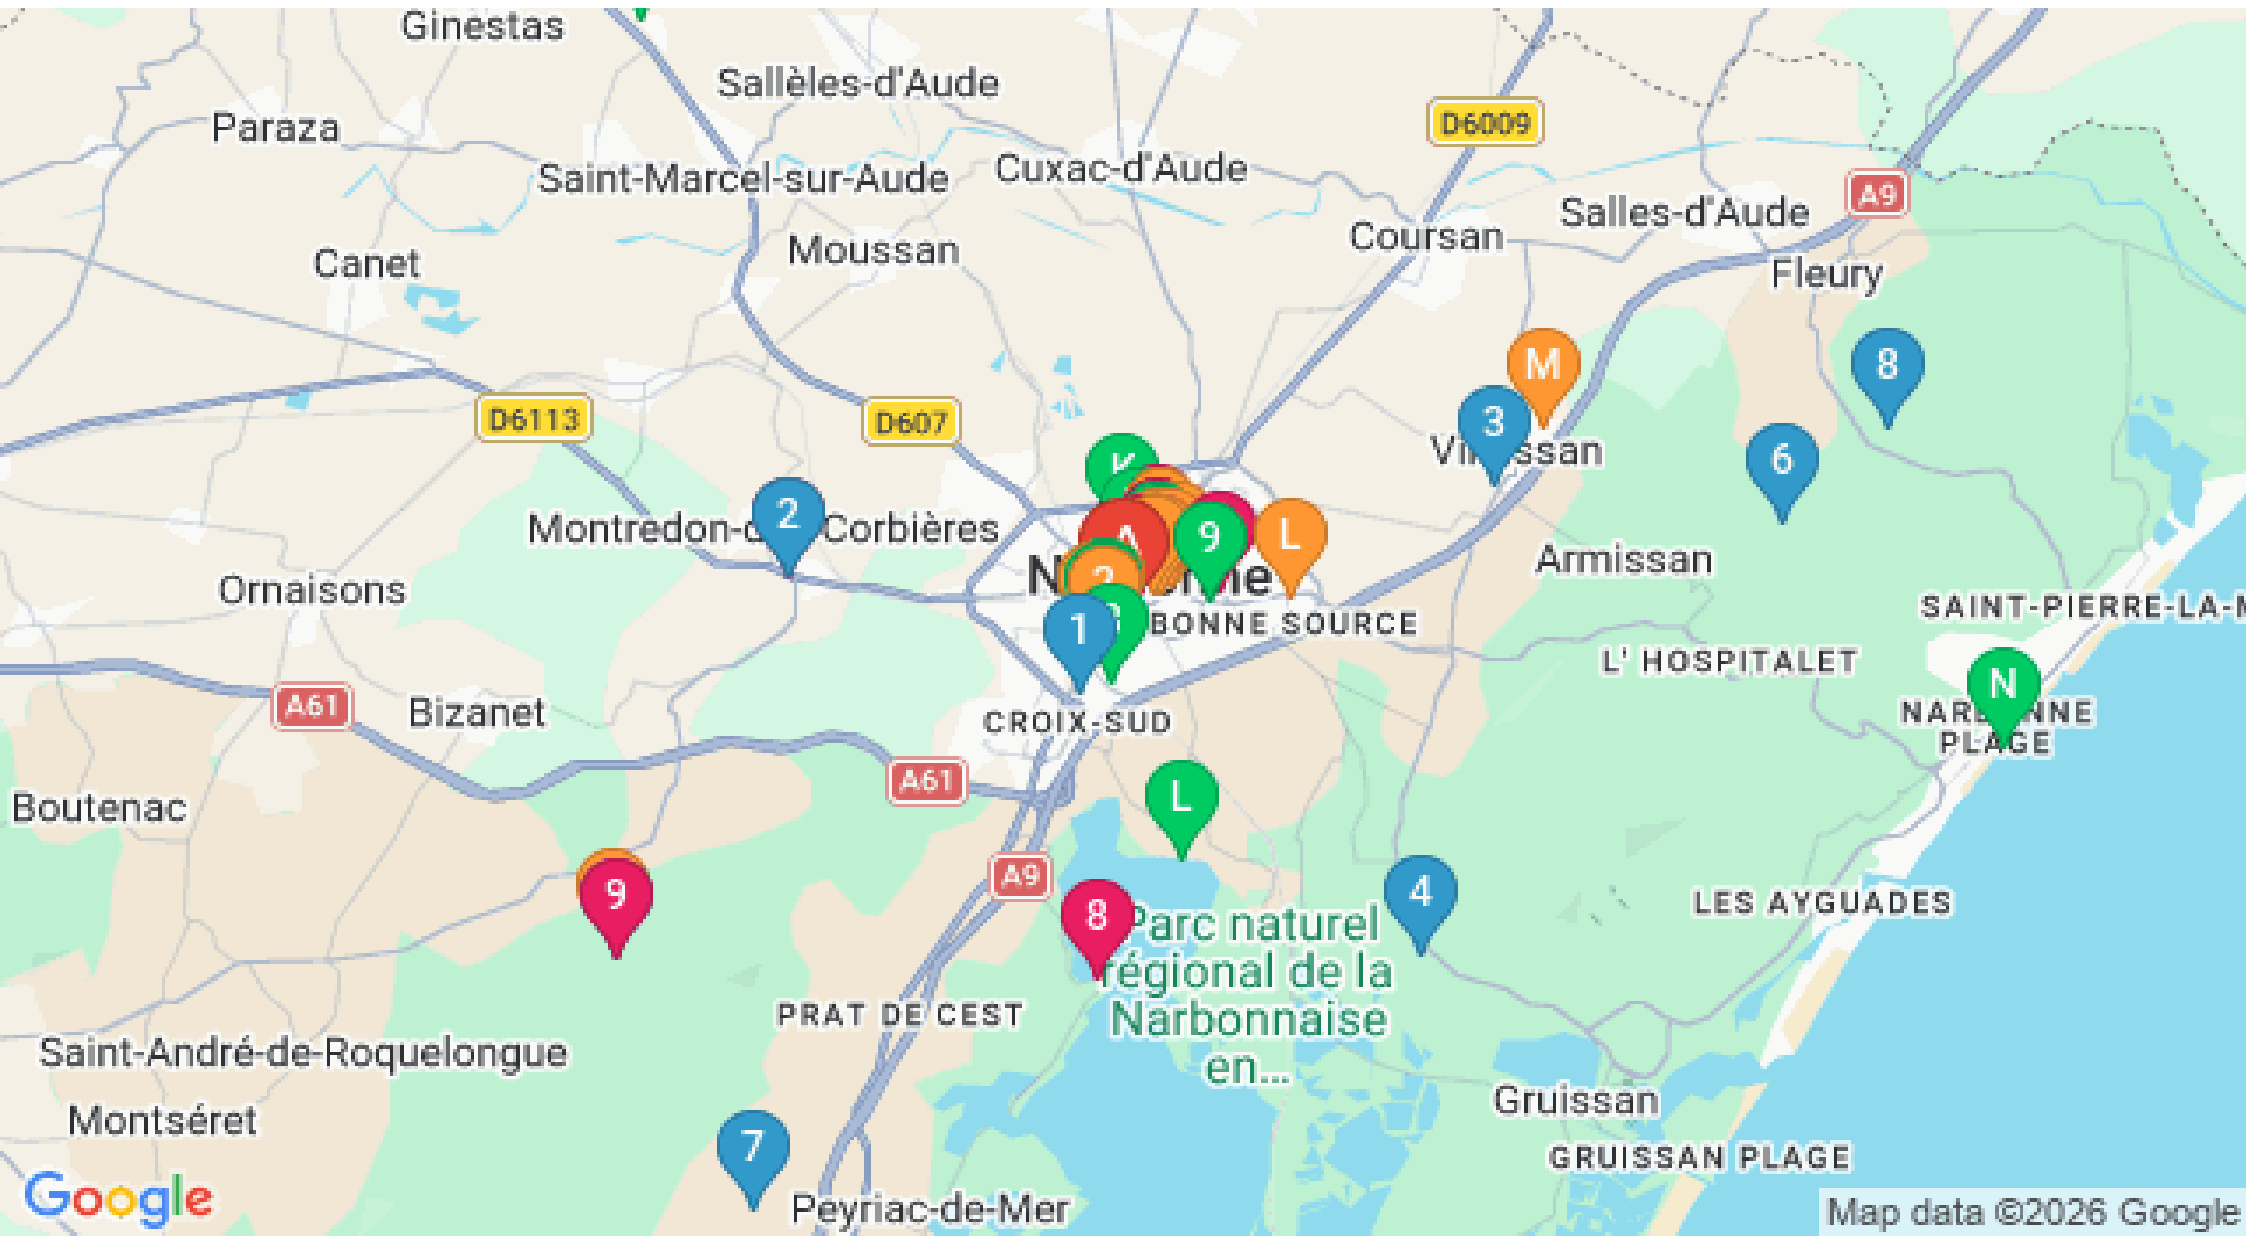 Ginestas
Sallèles-d'Aude
Paraza
D6009
Saint-Marcel-sur-Aude
Cuxac-d'Aude
A9
Salles-d'Aude
Coursan
Moussan
Canet
Fleury
M
8
D6113
D607
3
6
K
2
A
9
L
Montredon-d
Corbières
Armissan
2
Ornaisons
1
BONNE SOURCE
SAINT-PIERRE-LA-M
L' HOSPITALET
N
A61
Bizanet
CROIX-SUD
NARBONNE
PLAGE
A61
L
Boutenac
A9
9
8
4
LES AYGUADES
Parc naturel
régional de la
Narbonnaise
en...
PRAT DE CEST
Saint-André-de-Roquelongue
Gruissan
Montséret
7
GRUISSAN PLAGE
Peyriac-de-Mer
Google
Map data ©2026 Google